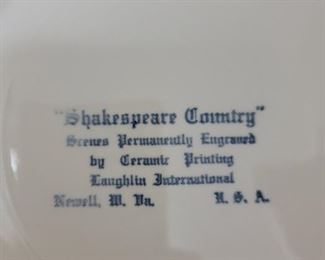 "Shakespeare Country"
Scenes Permanently Engraved
by Ceramic Printing
Laughlin International
Newell, W. Va. U. S. A.